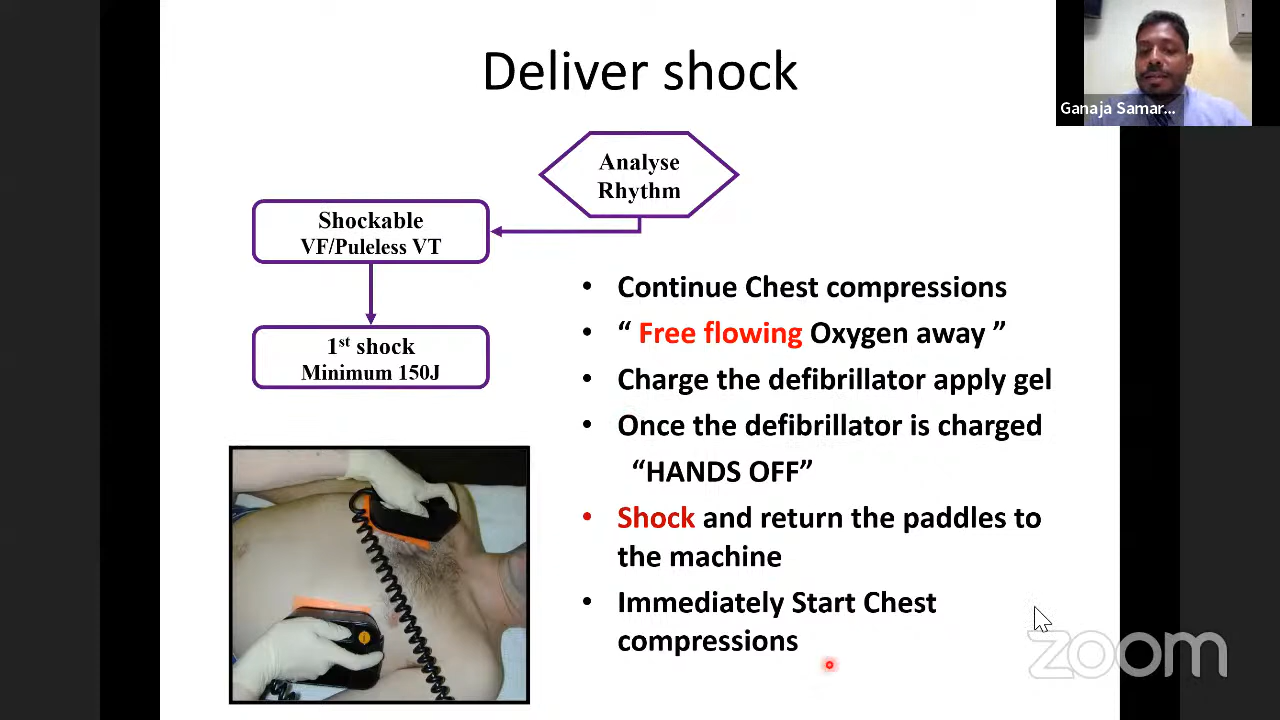 Deliver shock
Ganaja Samar...
Analyse
Rhythm
Shockable
VF/Puleless VT
1st shock
Minimum 150J
• Continue Chest compressions
• “ Free flowing Oxygen away ”
• Charge the defibrillator apply gel
• Once the defibrillator is charged
“HANDS OFF”
• Shock and return the paddles to
the machine
• Immediately Start Chest
compressions
zoom